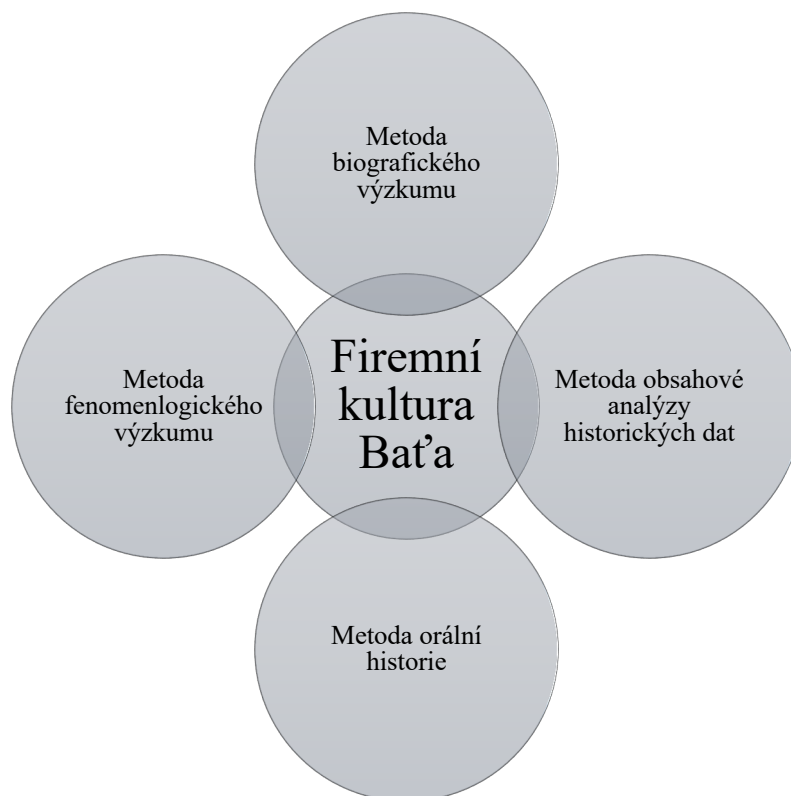 Metoda
biografického
výzkumu
Metoda
fenomenlogického
výzkumu
Firemní
kultura
Baťa
Metoda obsahové
analýzy
historických dat
Metoda orální
historie